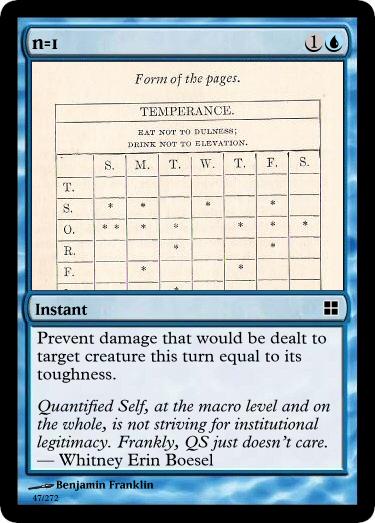 n=1
1
Form of the pages.
TEMPERANCE.
EAT NOT TO DULNESS;
DRINK NOT TO ELEVATION.
S. M. T. W. T. F. S.
T.
S. * * * *
O. ** * * * * *
R. * *
F. * *
*
Instant
Prevent damage that would be dealt to
target creature this turn equal to its
toughness.
Quantified Self, at the macro level and on
the whole, is not striving for institutional
legitimacy. Frankly, QS just doesn't care.
— Whitney Erin Boesel
Benjamin Franklin
47/272